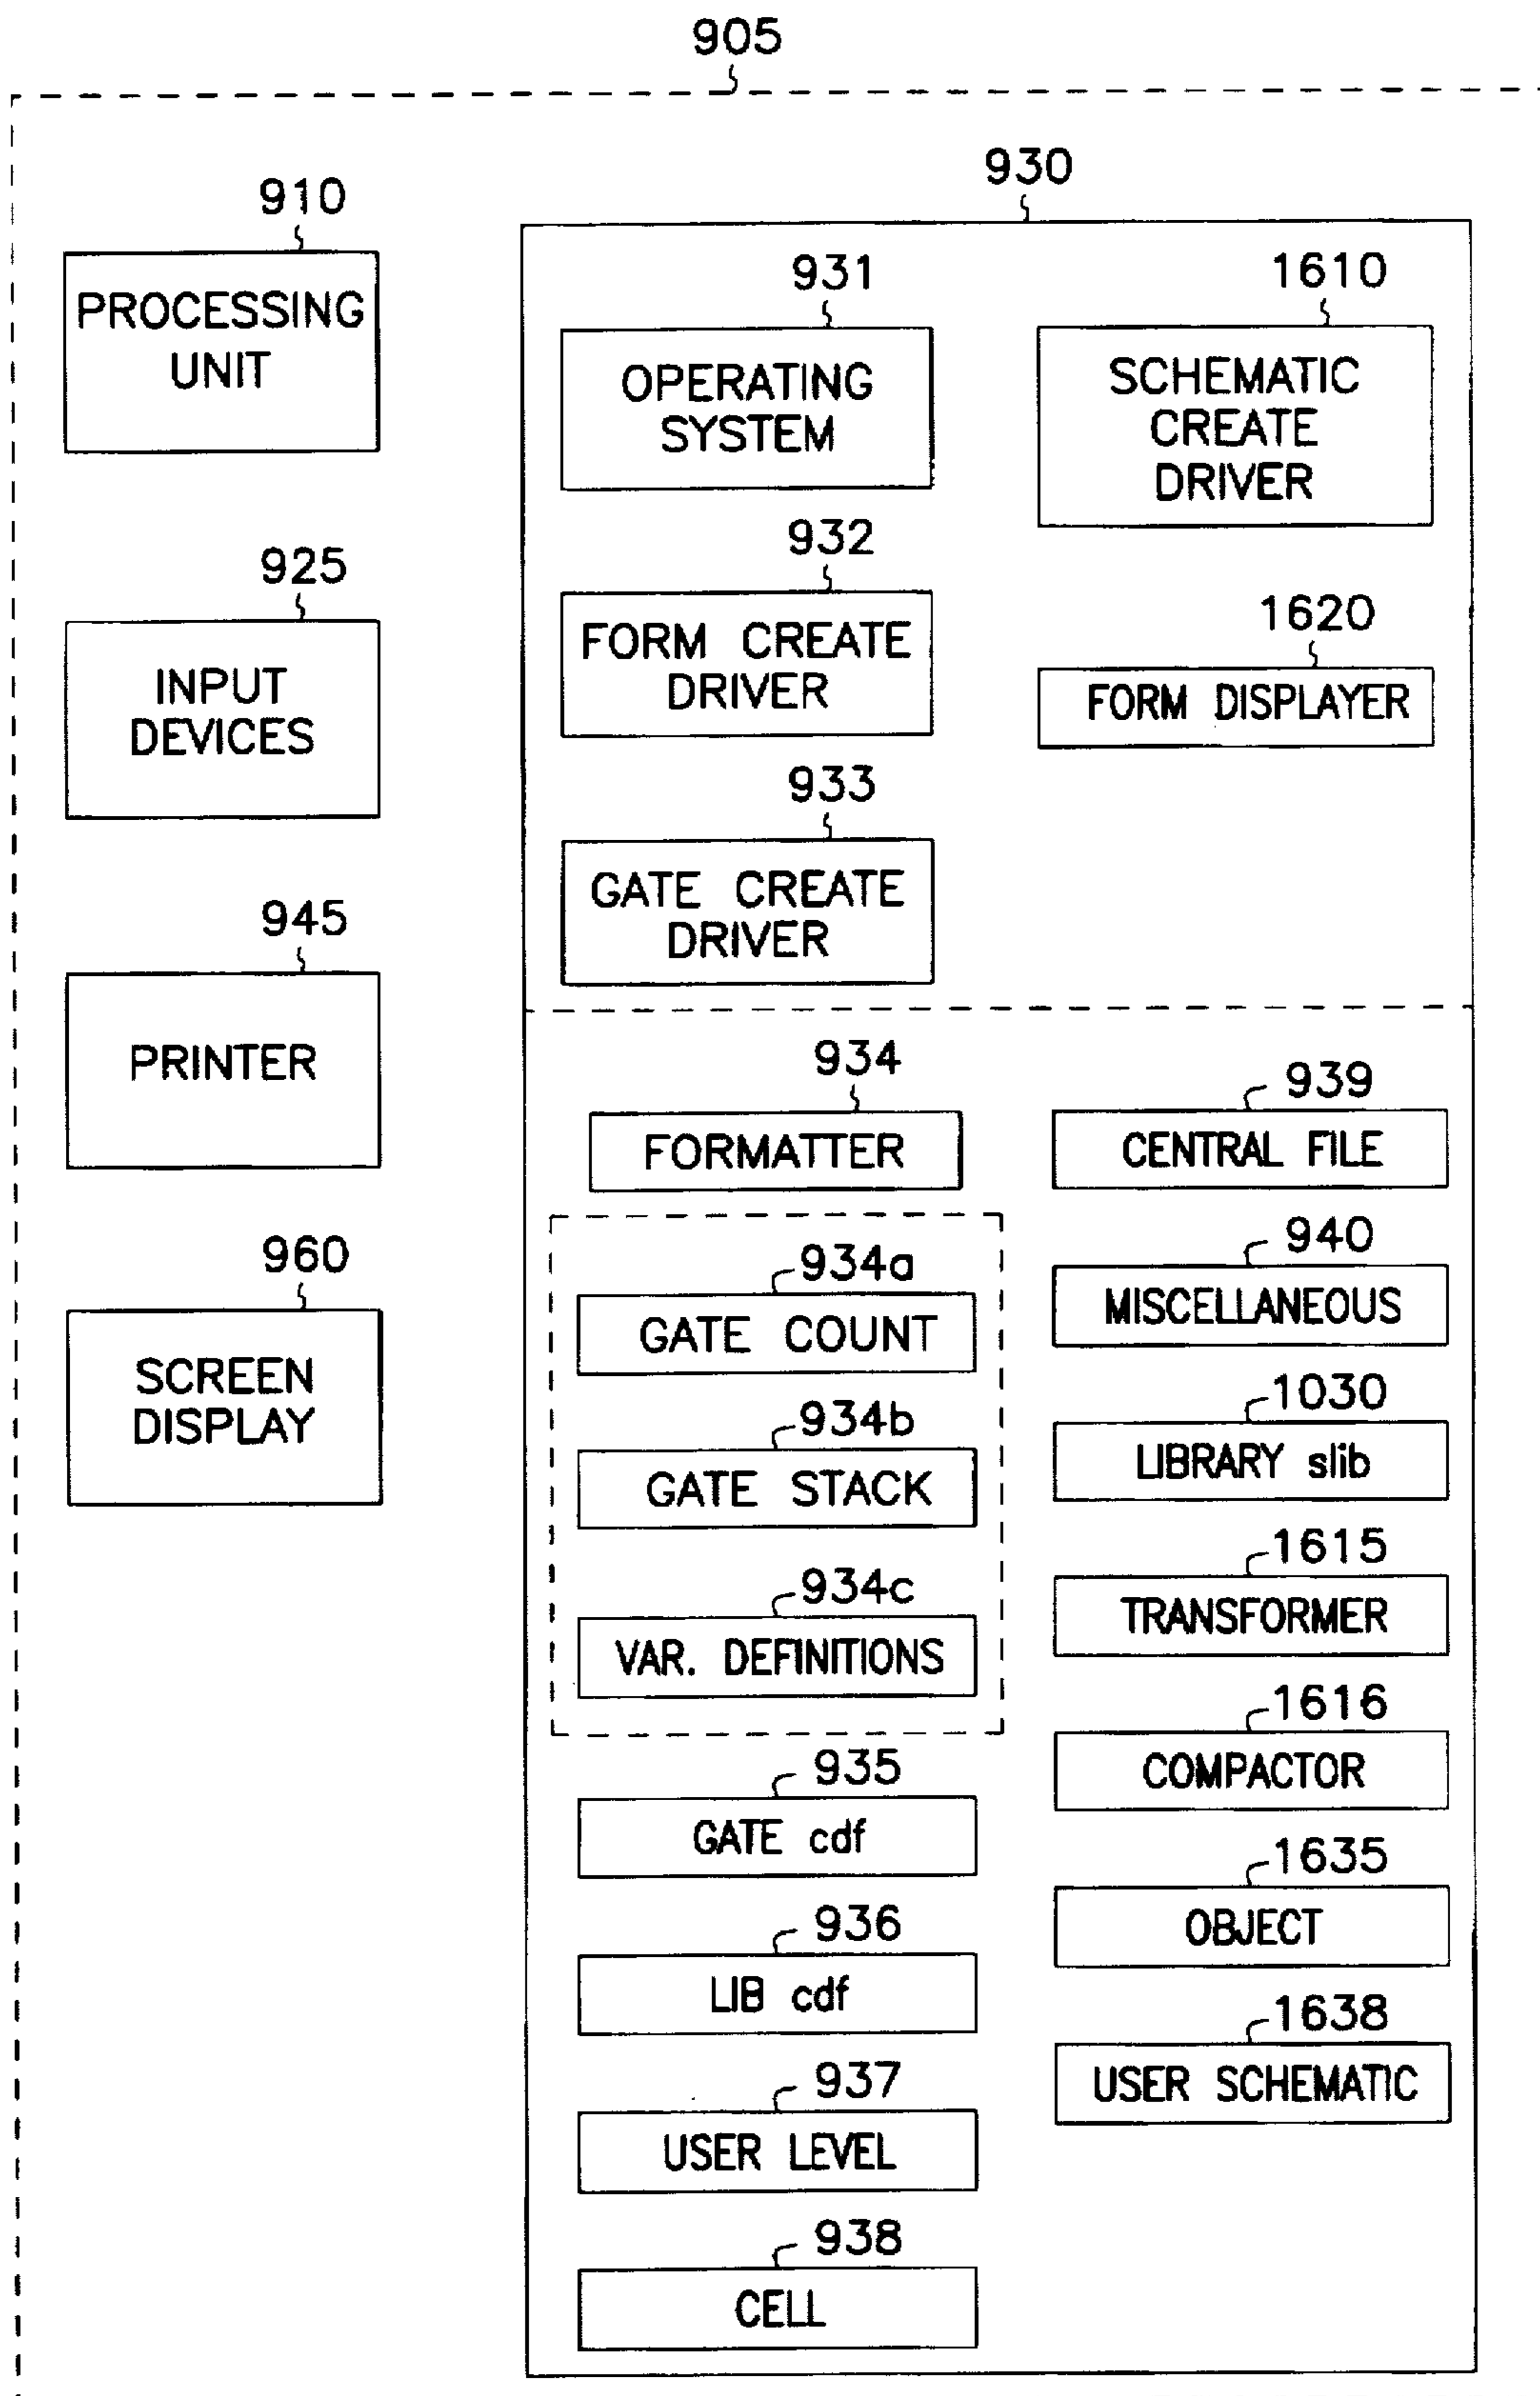 905
910
PROCESSING
UNIT
925
INPUT
DEVICES
945
PRINTER
960
SCREEN
DISPLAY
930
931
OPERATING
SYSTEM
1610
SCHEMATIC
CREATE
DRIVER
932
FORM CREATE
DRIVER
1620
FORM DISPLAYER
933
GATE CREATE
DRIVER
934
FORMATTER
934a
GATE COUNT
934b
GATE STACK
934c
VAR. DEFINITIONS
935
GATE cdf
936
LIB cdf
937
USER LEVEL
938
CELL
939
CENTRAL FILE
940
MISCELLANEOUS
1030
LIBRARY slib
1615
TRANSFORMER
1616
COMPACTOR
1635
OBJECT
1638
USER SCHEMATIC